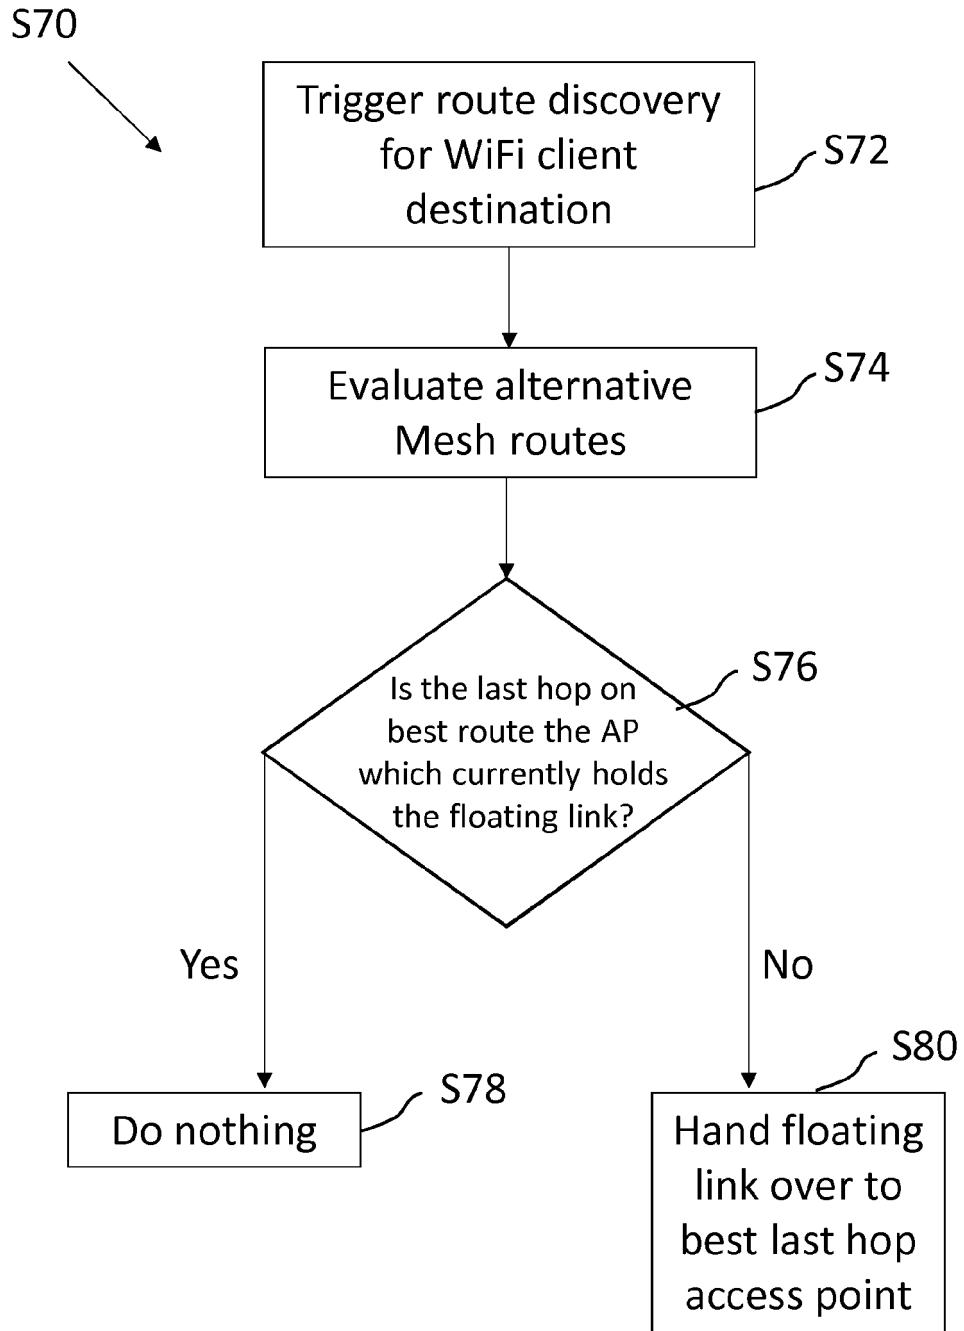 S70
Trigger route discovery
for WiFi client
destination
S72
Evaluate alternative
Mesh routes
S74
Is the last hop on
best route the AP
which currently holds
the floating link?
S76
Yes
No
Do nothing
S78
S80
Hand floating
link over to
best last hop
access point